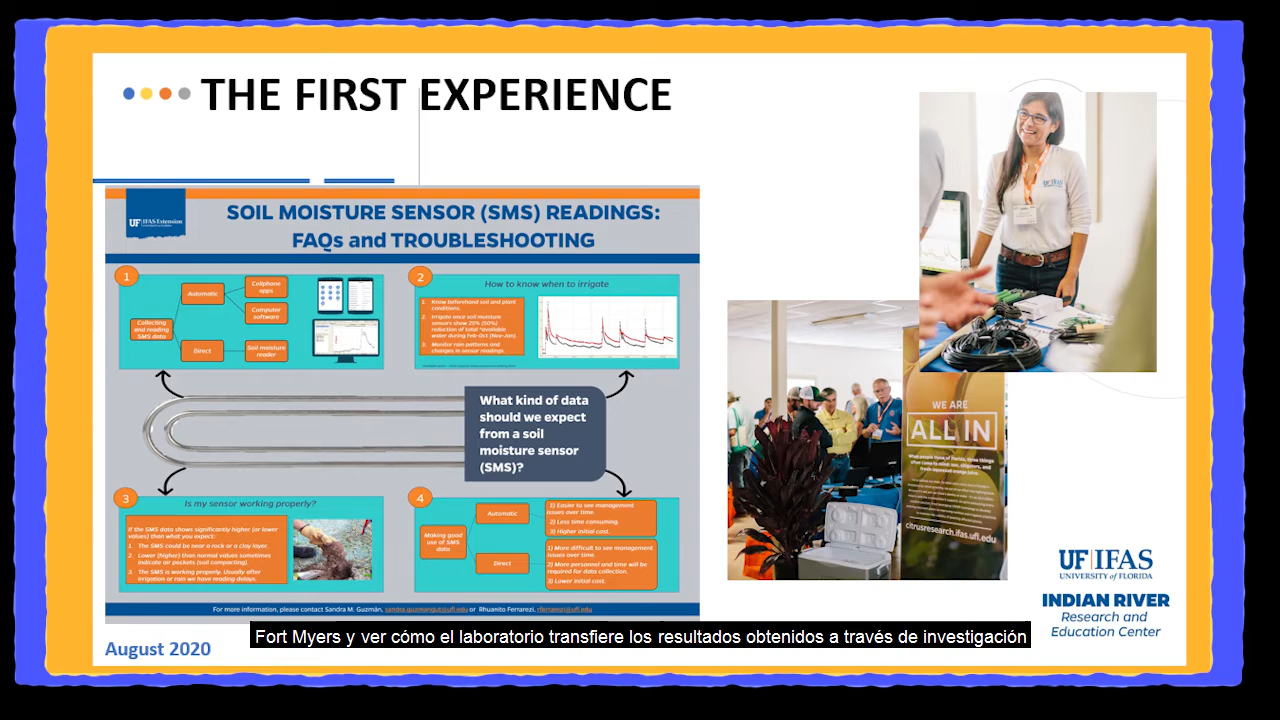 THE FIRST EXPERIENCE
UF IFAS Extension
SOIL MOISTURE SENSOR (SMS) READINGS:
FAQs and TROUBLESHOOTING
1
Collecting
and reading
SMS data
Automatic
Direct
Cellphone
apps
Computer
software
Soil moisture
reader
2
How to know when to irrigate
1. Know beforehand soil and plant
conditions.
2. Irrigate once soil moisture
sensors show 25% (50%)
reduction of total *available
water during Feb-Oct (Nov-Jan).
3. Monitor rain patterns and
changes in sensor readings.
What kind of data
should we expect
from a soil
moisture sensor
(SMS)?
3
Is my sensor working properly?
If the SMS data shows significantly higher (or lower
values) than what you expect:
1. The SMS could be near a rock or a clay layer.
2. Lower (higher) than normal values sometimes
indicate air pockets (soil compacting).
3. The SMS is working properly. Usually after
irrigation or rain we have reading delays.
4
Making good
use of SMS
data
Automatic
Direct
1) Easier to see management
issues over time.
2) Less time consuming.
3) Higher initial cost.
1) More difficult to see management
issues over time.
2) More personnel and time will be
required for data collection.
3) Lower initial cost.
For more information, please contact Sandra M. Guzmán, sandra.guzmangut@ufl.edu or Rhuanito Ferrarezi, rferrarezi@ufl.edu
UF IFAS
WE ARE
ALL IN
citrusresearch.ifas.ufl.edu
UF IFAS
UNIVERSITY of FLORIDA
INDIAN RIVER
Research and
Education Center
August 2020
Fort Myers y ver cómo el laboratorio transfiere los resultados obtenidos a través de investigación